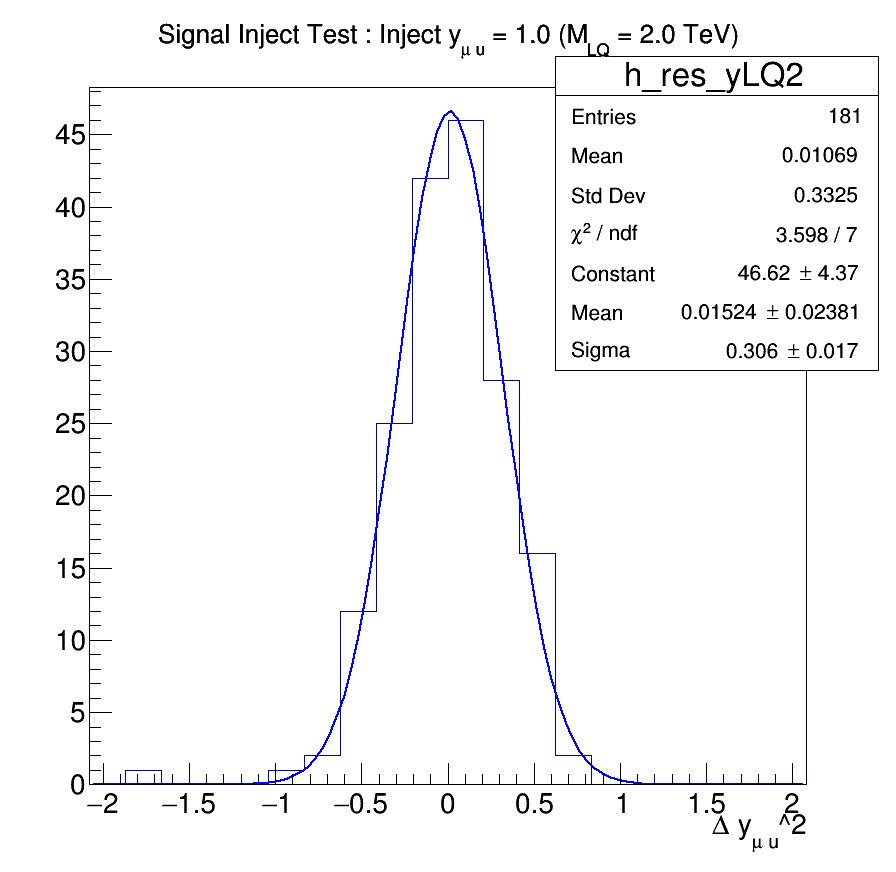 Signal Inject Test : Inject y_{μ u} = 1.0 (M_{LQ} = 2.0 TeV)
h_res_yLQ2
Entries 181
Mean 0.01069
Std Dev 0.3325
χ² / ndf 3.598 / 7
Constant 46.62 ± 4.37
Mean 0.01524 ± 0.02381
Sigma 0.306 ± 0.017
45
40
35
30
25
20
15
10
5
0
−2 −1.5 −1 −0.5 0 0.5 1 1.5 2
Δ y_{μ u}^2